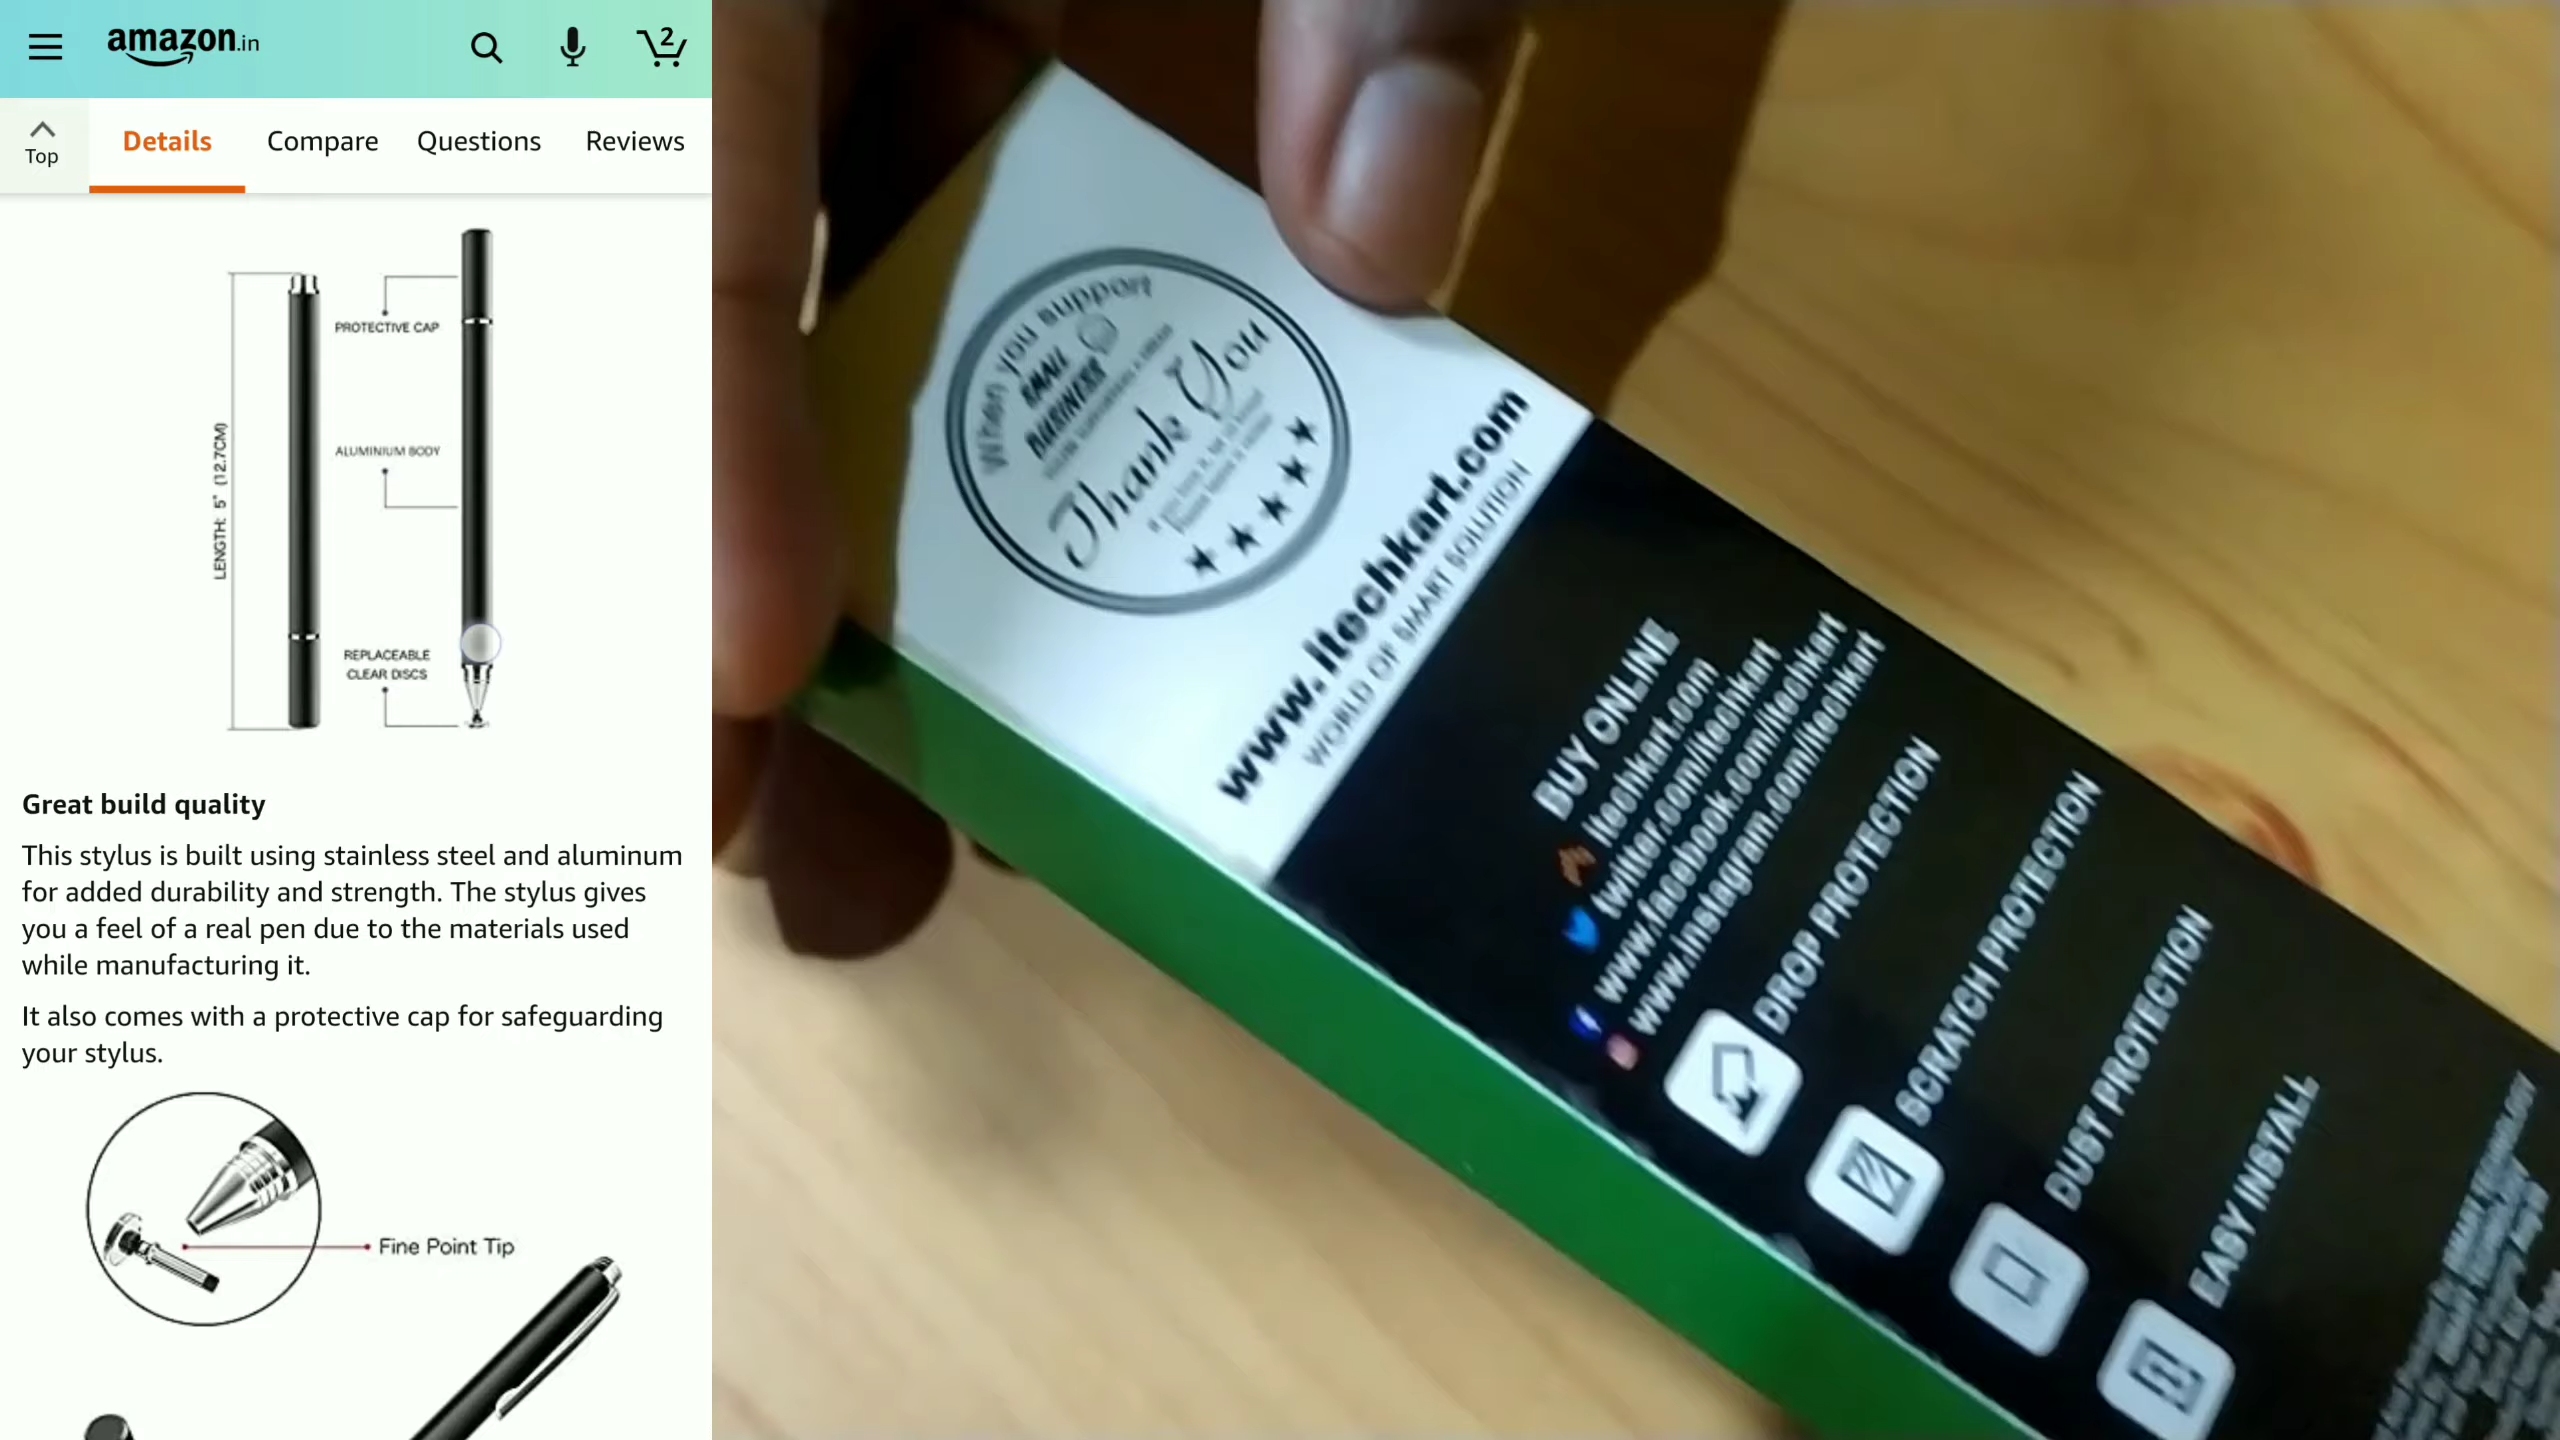 amazon.in
2
Top
Details
Compare
Questions
Reviews
PROTECTIVE CAP
ALUMINIUM BODY
LENGTH: 5" (12.7CM)
REPLACEABLE
CLEAR DISCS
Great build quality
This stylus is built using stainless steel and aluminum
for added durability and strength. The stylus gives
you a feel of a real pen due to the materials used
while manufacturing it.
It also comes with a protective cap for safeguarding
your stylus.
Fine Point Tip
When you support
SMALL
BUSINESS
Thank You
www.itechkart.com
WORLD OF SMART SOLUTION
BUY ONLINE
itechkart.com
twitter.com/itechkart
www.facebook.com/itechkart
www.instagram.com/itechkart
DROP PROTECTION
SCRATCH PROTECTION
DUST PROTECTION
EASY INSTALL